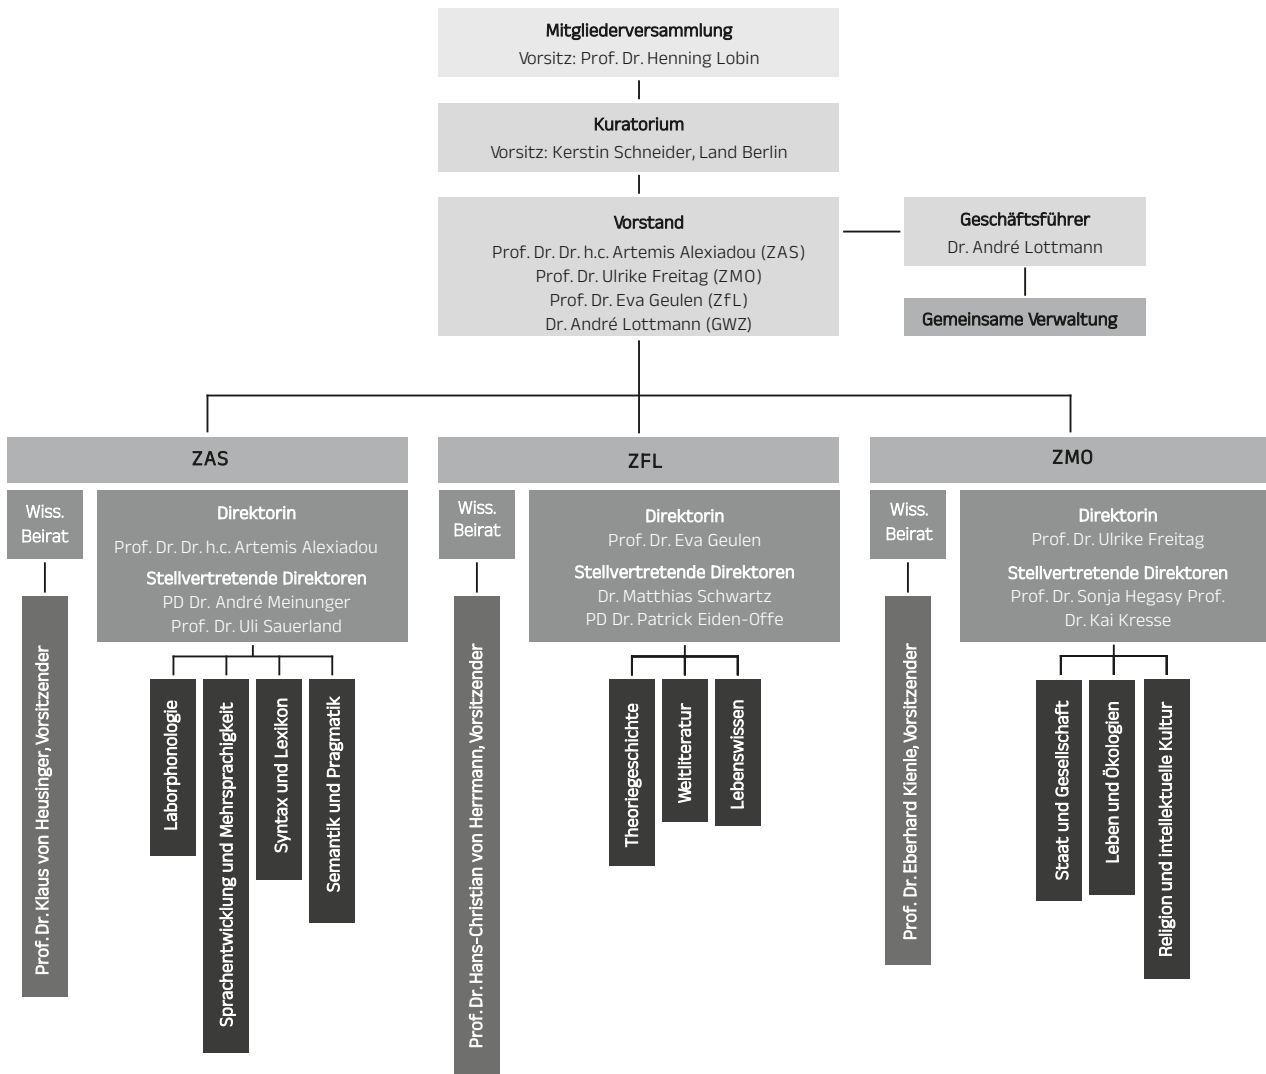 Mitgliederversammlung
Vorsitz: Prof. Dr. Henning Lobin
Kuratorium
Vorsitz: Kerstin Schneider, Land Berlin
Vorstand
Prof. Dr. Dr. h.c. Artemis Alexiadou (ZAS)
Prof. Dr. Ulrike Freitag (ZMO)
Prof. Dr. Eva Geulen (ZfL)
Dr. André Lottmann (GWZ)
Geschäftsführer
Dr. André Lottmann
Gemeinsame Verwaltung
ZAS
Wiss.
Beirat
Prof. Dr. Klaus von Heusinger, Vorsitzender
Direktorin
Prof. Dr. Dr. h.c. Artemis Alexiadou
Stellvertretende Direktoren
PD Dr. André Meinunger
Prof. Dr. Uli Sauerland
Laborphonologie
Sprachentwicklung und Mehrsprachigkeit
Syntax und Lexikon
Semantik und Pragmatik
ZFL
Wiss.
Beirat
Prof. Dr. Hans-Christian von Herrmann, Vorsitzender
Direktorin
Prof. Dr. Eva Geulen
Stellvertretende Direktoren
Dr. Matthias Schwartz
PD Dr. Patrick Eiden-Offe
Theoriegeschichte
Weltliteratur
Lebenswissen
ZMO
Wiss.
Beirat
Prof. Dr. Eberhard Kienle, Vorsitzender
Direktorin
Prof. Dr. Ulrike Freitag
Stellvertretende Direktoren
Prof. Dr. Sonja Hegasy Prof.
Dr. Kai Kresse
Staat und Gesellschaft
Leben und Ökologien
Religion und intellektuelle Kultur